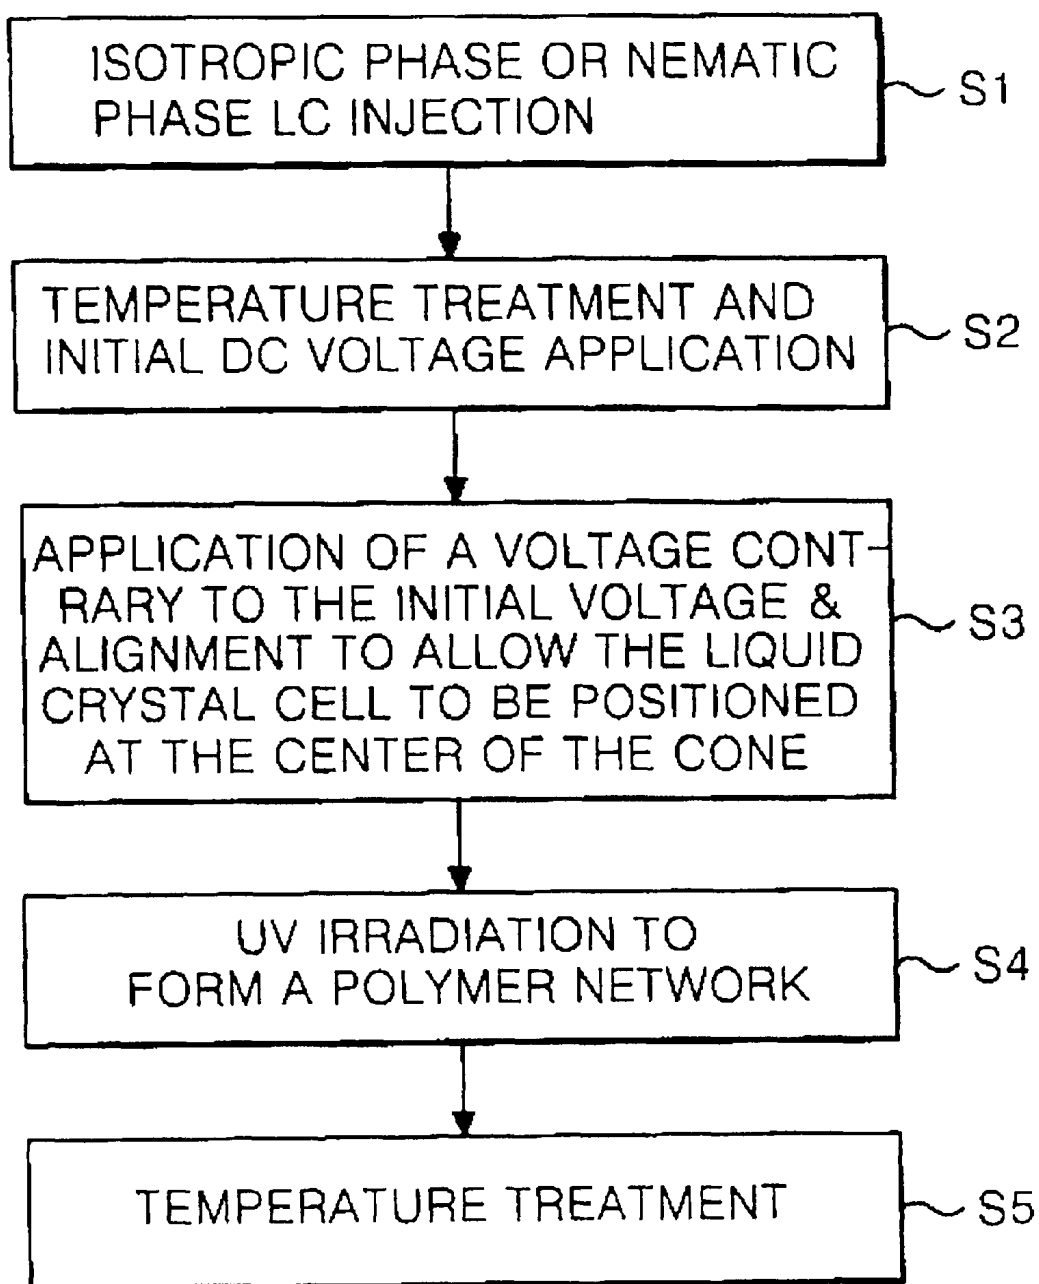 ISOTROPIC PHASE OR NEMATIC
PHASE LC INJECTION
S1
TEMPERATURE TREATMENT AND
INITIAL DC VOLTAGE APPLICATION
S2
APPLICATION OF A VOLTAGE CONT-
RARY TO THE INITIAL VOLTAGE &
ALIGNMENT TO ALLOW THE LIQUID
CRYSTAL CELL TO BE POSITIONED
AT THE CENTER OF THE CONE
S3
UV IRRADIATION TO
FORM A POLYMER NETWORK
S4
TEMPERATURE TREATMENT
S5